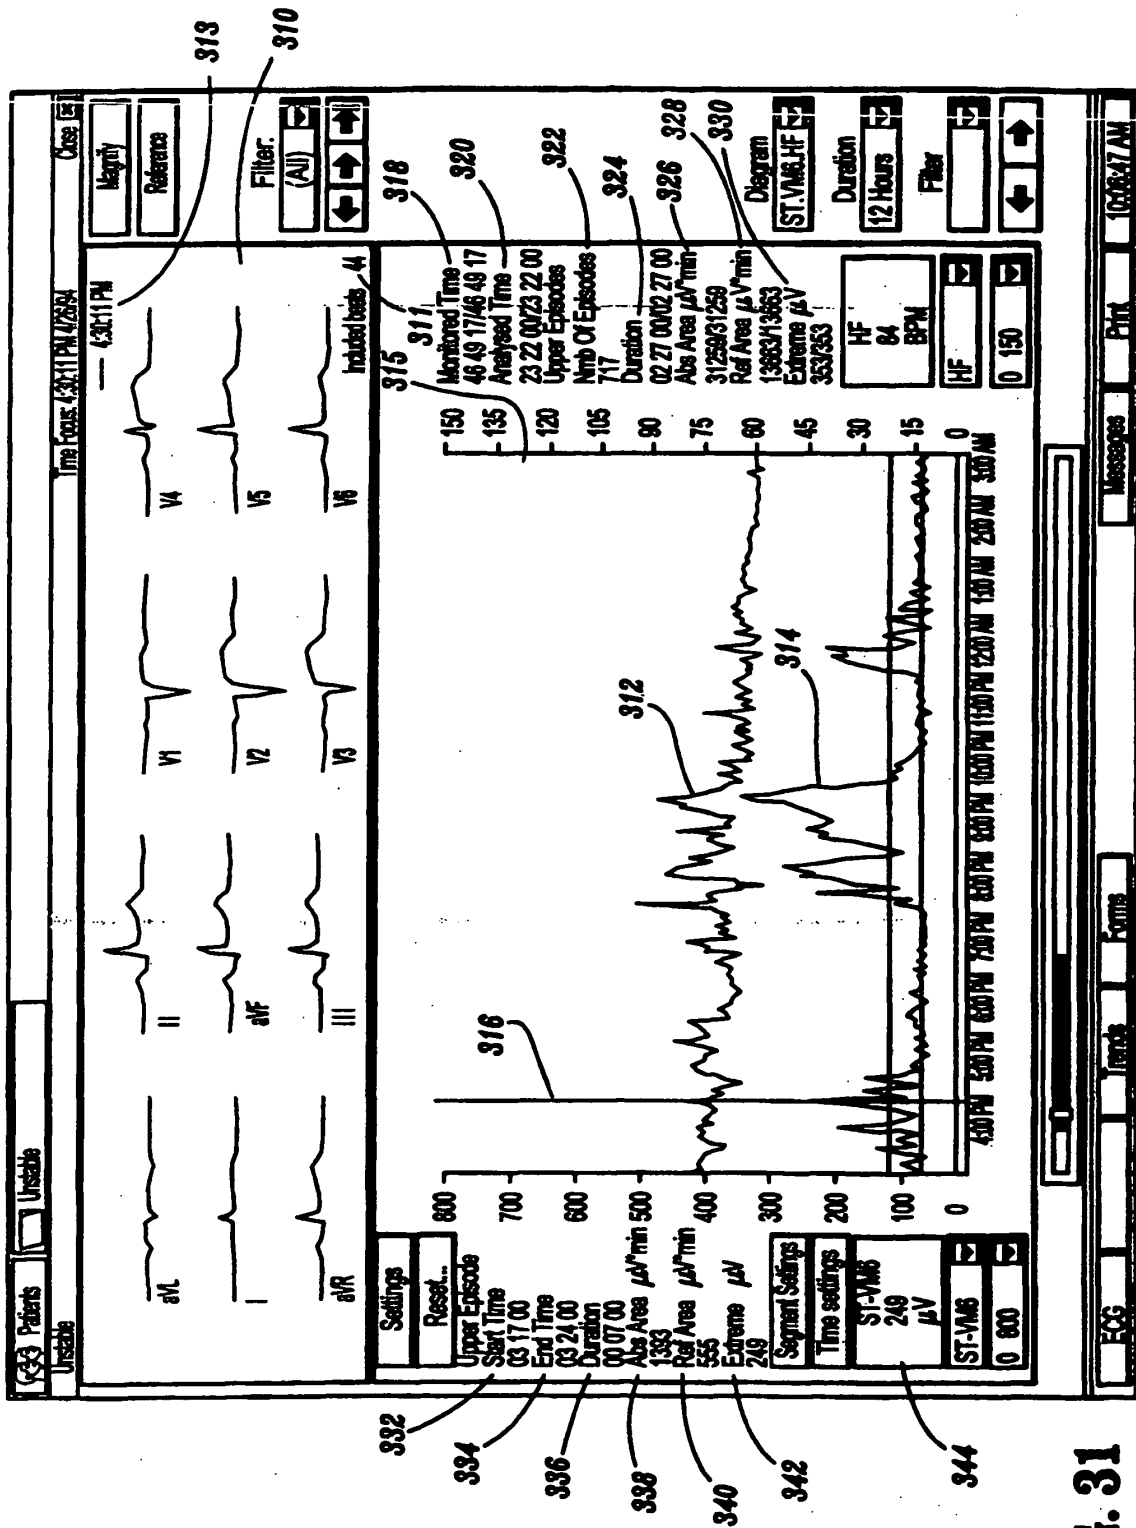 Patients
Unstable
Unstable
Time Focus: 4:30:11 PM 4/26/94
Close
aVL
I
aVR
II
aVF
III
V1
V2
V3
V4
V5
V6
4:30:11 PM
Included beats 44
Magnify
Reference
Filter:
(All)
313
310
Settings
Reset...
Upper Episode
Start Time
03 17 00
End Time
03 24 00
Duration
00 07 00
Abs Area μV*min
1393
Ref Area μV*min
555
Extreme μV
249
Segment Settings
Time settings
ST-VM6
249
μV
ST-VM6
0 800
332
334
336
338
340
342
344
800
700
600
500
400
300
200
100
0
316
312
314
315
311
150
135
120
105
90
75
60
45
30
15
0
4:00 PM 5:00 PM 6:00 PM 7:00 PM 8:00 PM 9:00 PM 10:00 PM 11:00 PM 12:00 AM 1:00 AM 2:00 AM 3:00 AM
Monitored Time
46 49 17/46 49 17
Analysed Time
23 22 00/23 22 00
Upper Episodes
Nmb Of Episodes
717
Duration
02 27 00/02 27 00
Abs Area μV*min
31259/31259
Ref Area μV*min
13663/13663
Extreme μV
353/353
HF
84
BPM
HF
0 150
318
320
322
324
326
328
330
Diagram
ST.VM6.HF
Duration
12 Hours
Filter
ECG
Trends
Forms
Messages
Print
10:08:47 AM
31